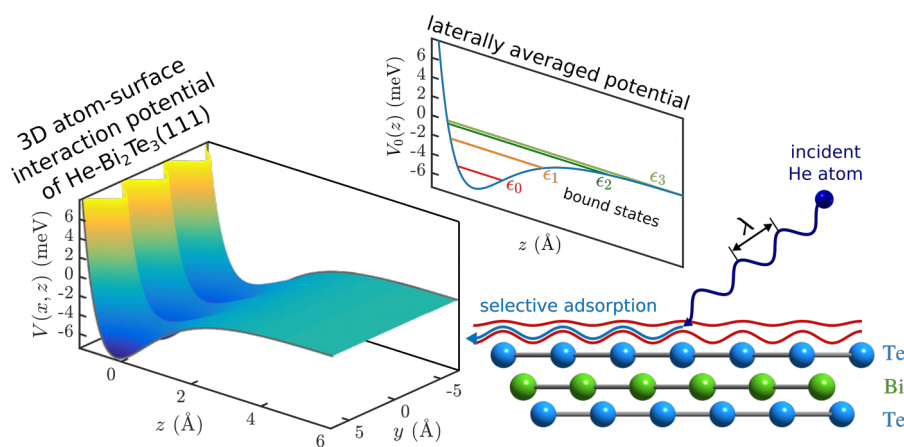 3D atom-surface
interaction potential
of He-Bi₂Te₃(111)
V(x, z) (meV)
6
4
2
0
-2
-4
-6
0
2
4
6
z (Å)
5
0
-5
y (Å)
laterally averaged potential
V₀(z) (meV)
6
4
2
0
-2
-4
-6
ϵ₀
ϵ₁
ϵ₂
ϵ₃
bound states
z (Å)
incident
He atom
λ
selective adsorption
Te
Bi
Te